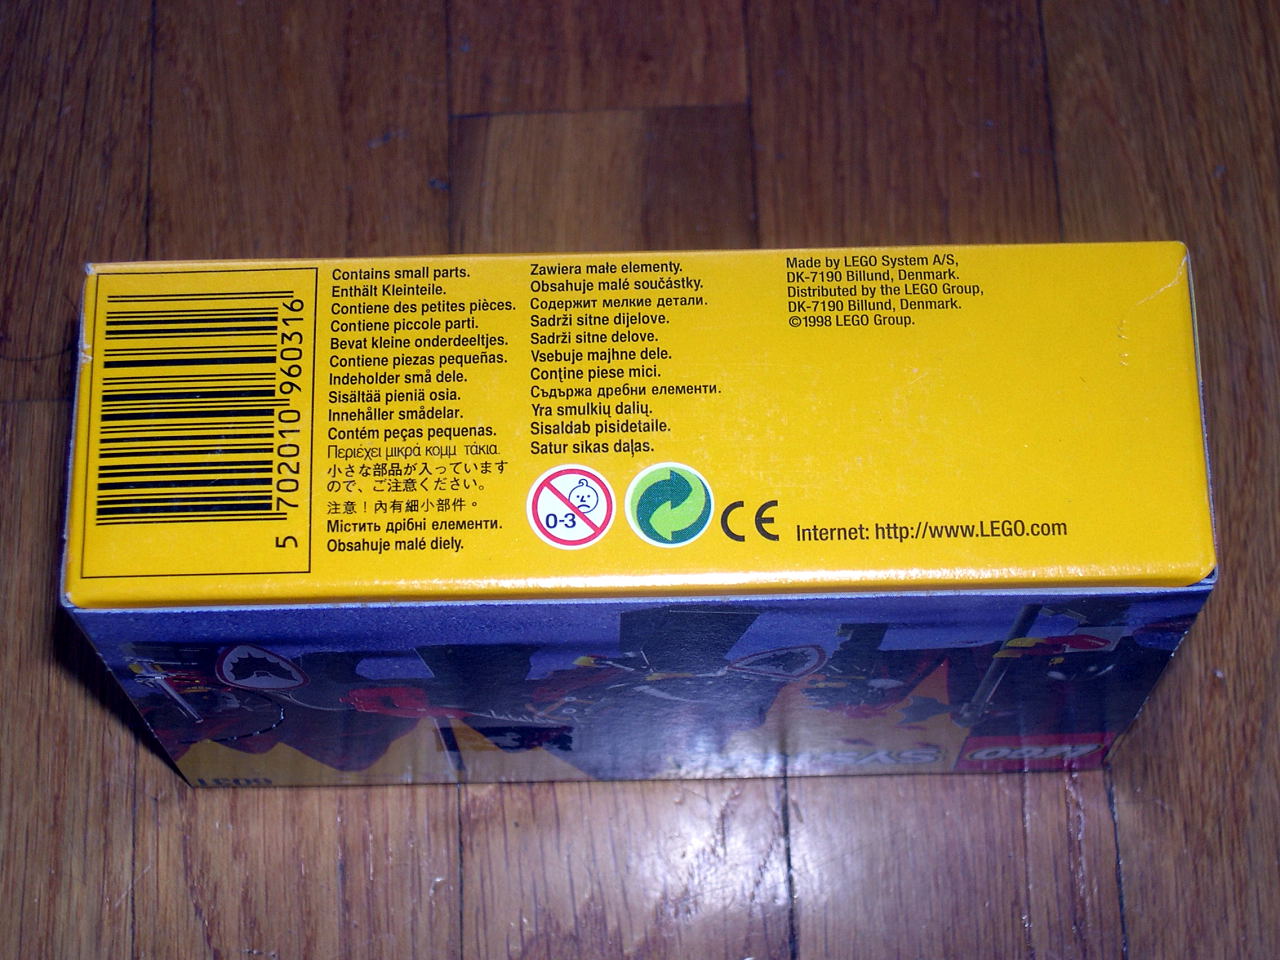 5 702010 960316
Contains small parts.
Enthält Kleinteile.
Contiene des petites pièces.
Contiene piccole parti.
Bevat kleine onderdeeltjes.
Contiene piezas pequeñas.
Indeholder små dele.
Sisältää pieniä osia.
Innehåller smådelar.
Contém peças pequenas.
Περιέχει μικρά κομμ τάκια.
小さな部品が入っています
ので、ご注意ください。
注意！內有細小部件。
Містить дрібні елементи.
Obsahuje malé diely.
Zawiera małe elementy.
Obsahuje malé součástky.
Содержит мелкие детали.
Sadrži sitne dijelove.
Sadrži sitne delove.
Vsebuje majhne dele.
Conţine piese mici.
Съдържа дребни елементи.
Yra smulkių dalių.
Sisaldab pisidetaile.
Satur sikas daļas.
0-3
CE
Made by LEGO System A/S,
DK-7190 Billund, Denmark.
Distributed by the LEGO Group,
DK-7190 Billund, Denmark.
©1998 LEGO Group.
Internet: http://www.LEGO.com
LEGO